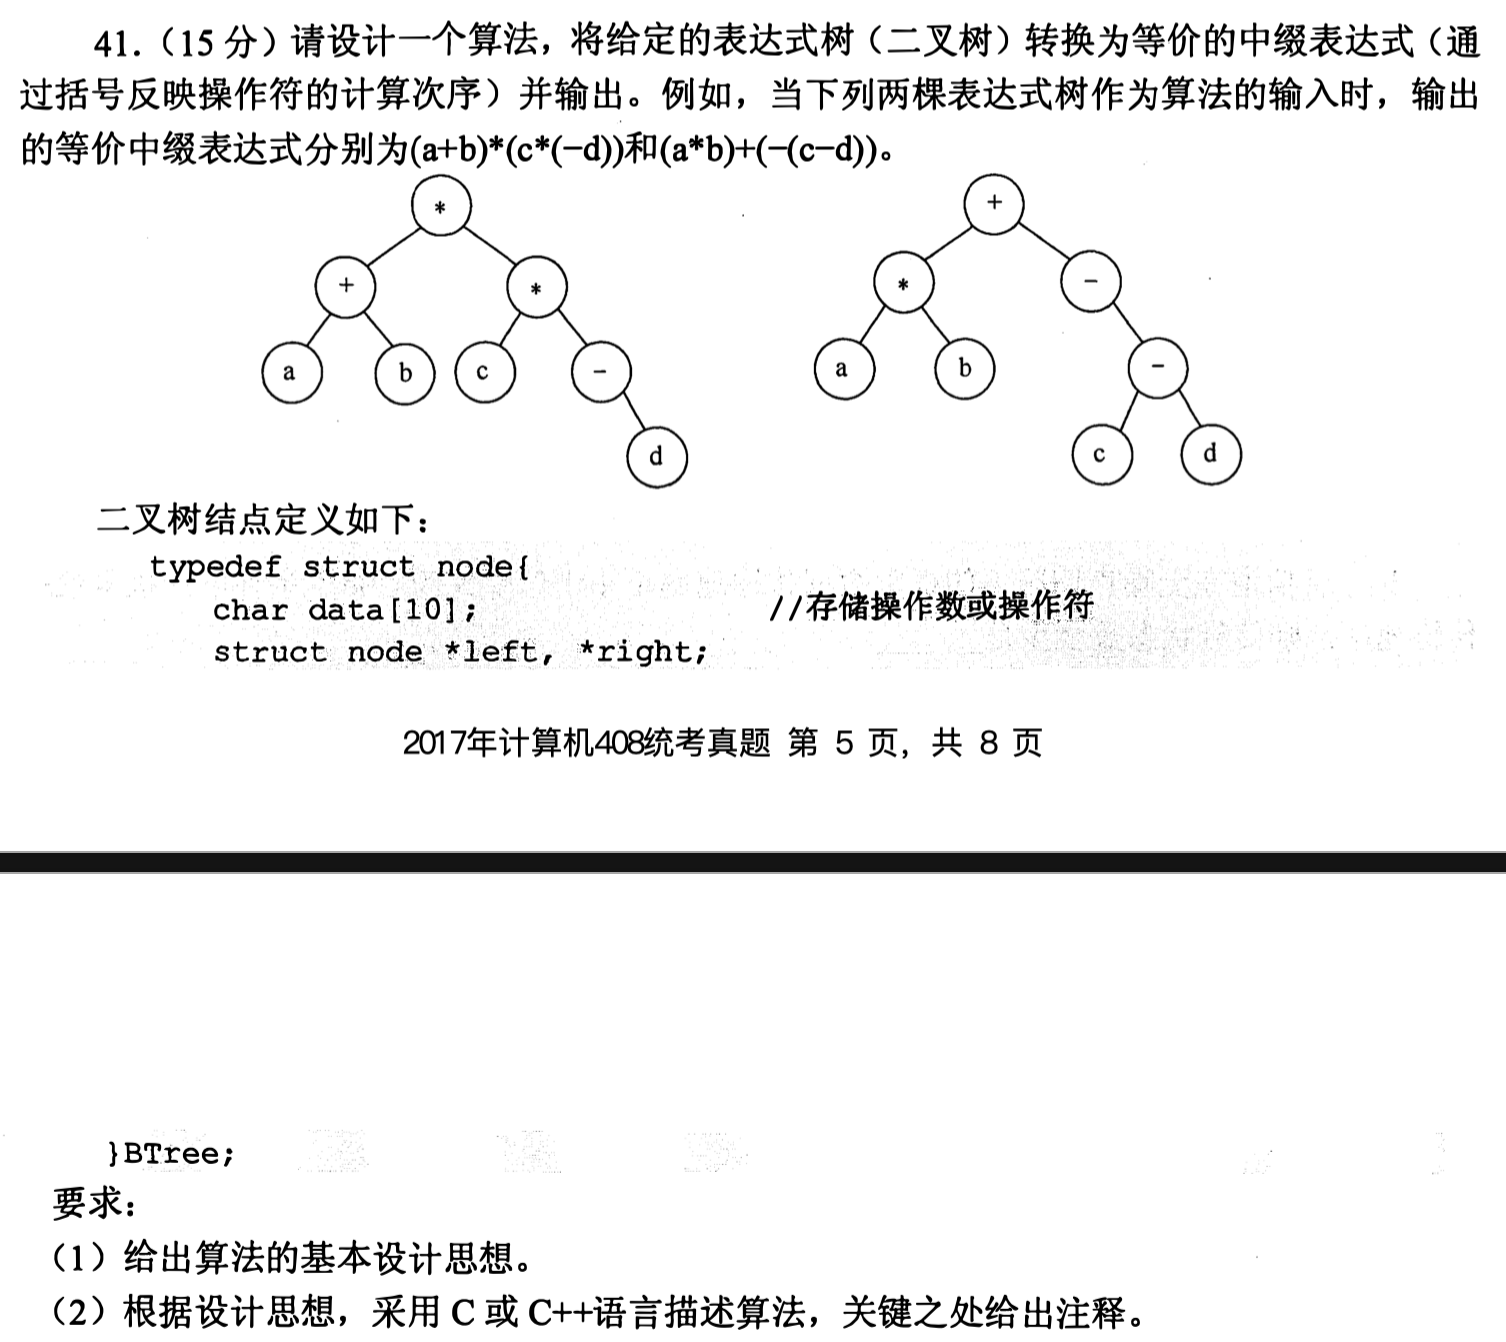 41.（15 分）请设计一个算法，将给定的表达式树（二叉树）转换为等价的中缀表达式（通
过括号反映操作符的计算次序）并输出。例如，当下列两棵表达式树作为算法的输入时，输出
的等价中缀表达式分别为(a+b)*(c*(−d))和(a*b)+(−(c−d))。
* +
+ * * −
a b c − a b −
d c d
二叉树结点定义如下：
typedef struct node{
char data[10]; //存储操作数或操作符
struct node *left, *right;
2017年计算机408统考真题 第 5 页，共 8 页
}BTree;
要求：
（1）给出算法的基本设计思想。
（2）根据设计思想，采用 C 或 C++语言描述算法，关键之处给出注释。